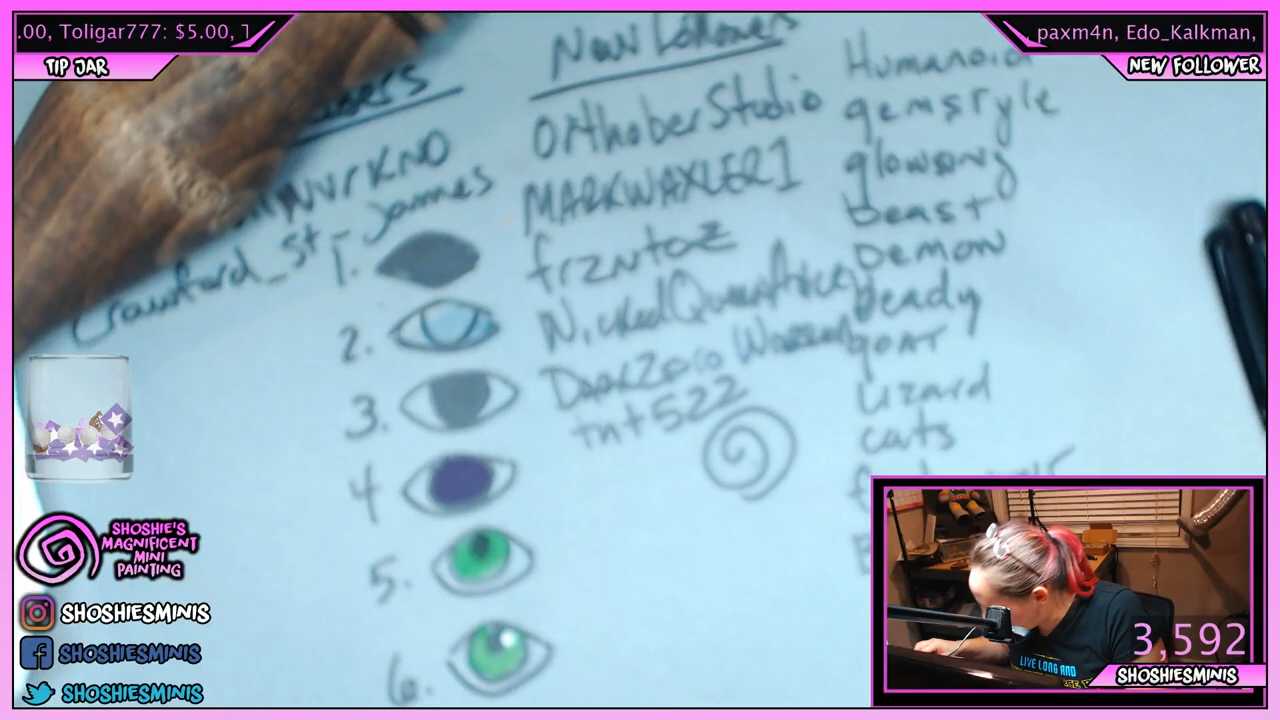 .00, Toligar777: $5.00, T
TIP JAR
paxm4n, Edo_Kalkman,
NEW FOLLOWER
New Followers
OrthoberStudio
MARKWAXLER1
frzntoz
DarkZoro
tnt522
Crawford_St_James
1.
2.
3.
4
5.
6.
Humanoid
gemstyle
glowing
beast
Demon
goat
Lizard
cats
SHOSHIE'S
MAGNIFICENT
MINI
PAINTING
SHOSHIESMINIS
SHOSHIESMINIS
SHOSHIESMINIS
LIVE LONG AND
3,592
SHOSHIESMINIS